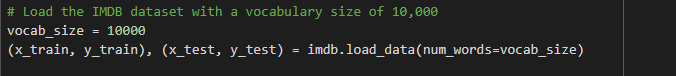 # Load the IMDB dataset with a vocabulary size of 10,000
vocab_size = 10000
(x_train, y_train), (x_test, y_test) = imdb.load_data(num_words=vocab_size)